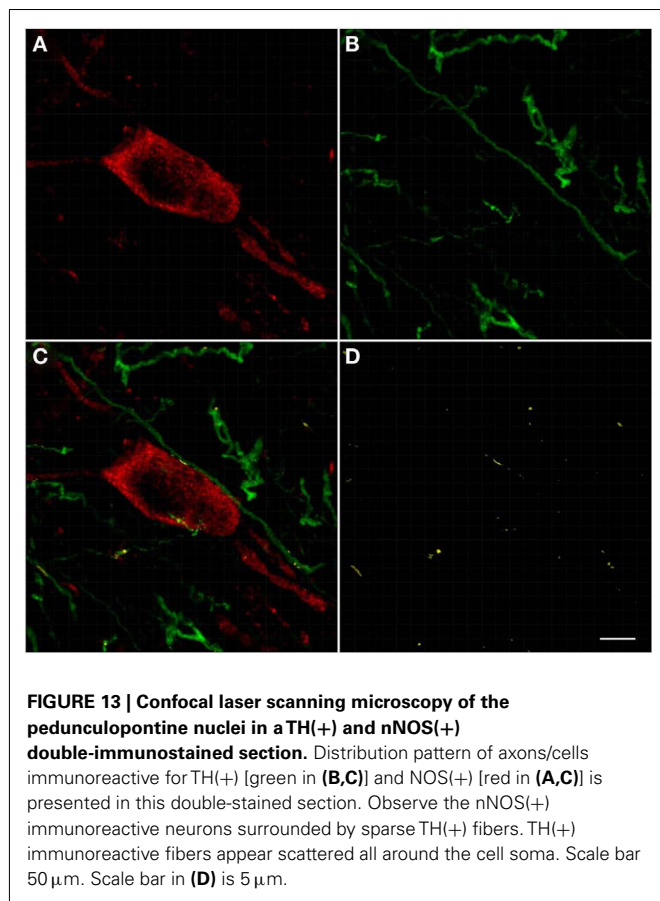 A
B
C
D
FIGURE 13 | Confocal laser scanning microscopy of the
pedunculopontine nuclei in a TH(+) and nNOS(+)
double-immunostained section. Distribution pattern of axons/cells
immunoreactive for TH(+) [green in (B,C)] and NOS(+) [red in (A,C)] is
presented in this double-stained section. Observe the nNOS(+)
immunoreactive neurons surrounded by sparse TH(+) fibers. TH(+)
immunoreactive fibers appear scattered all around the cell soma. Scale bar
50 μm. Scale bar in (D) is 5 μm.